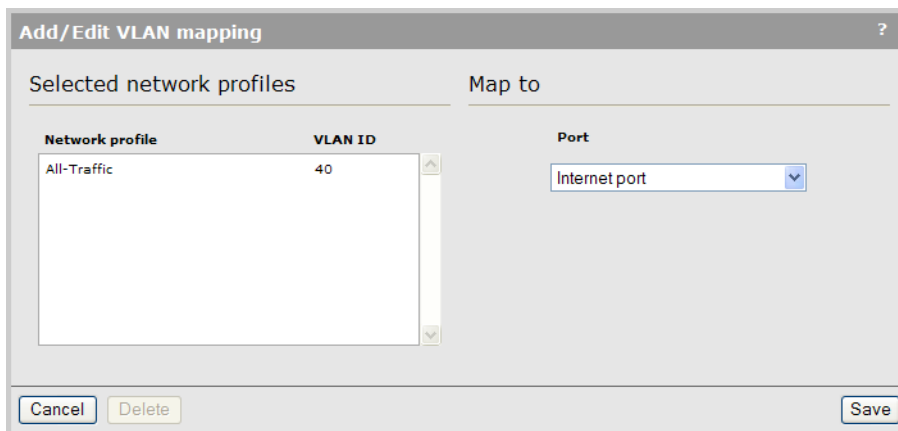 Add/Edit VLAN mapping ?
Selected network profiles
Network profile VLAN ID
All-Traffic 40
Map to
Port
Internet port
Cancel Delete Save